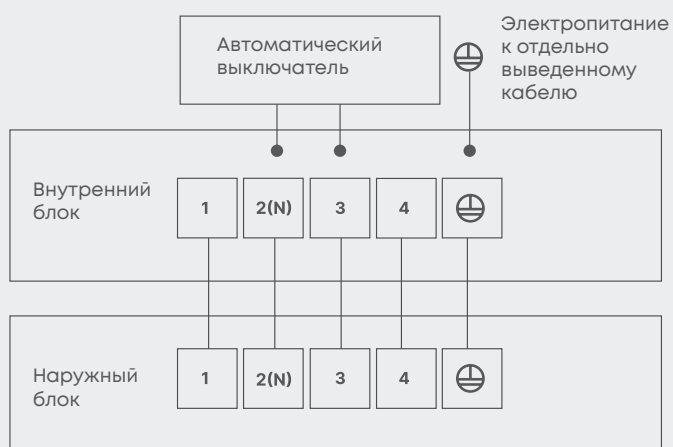 Автоматический
выключатель
Электропитание
к отдельно
выведенному
кабелю
Внутренний
блок
1 2(N) 3 4
Наружный
блок
1 2(N) 3 4